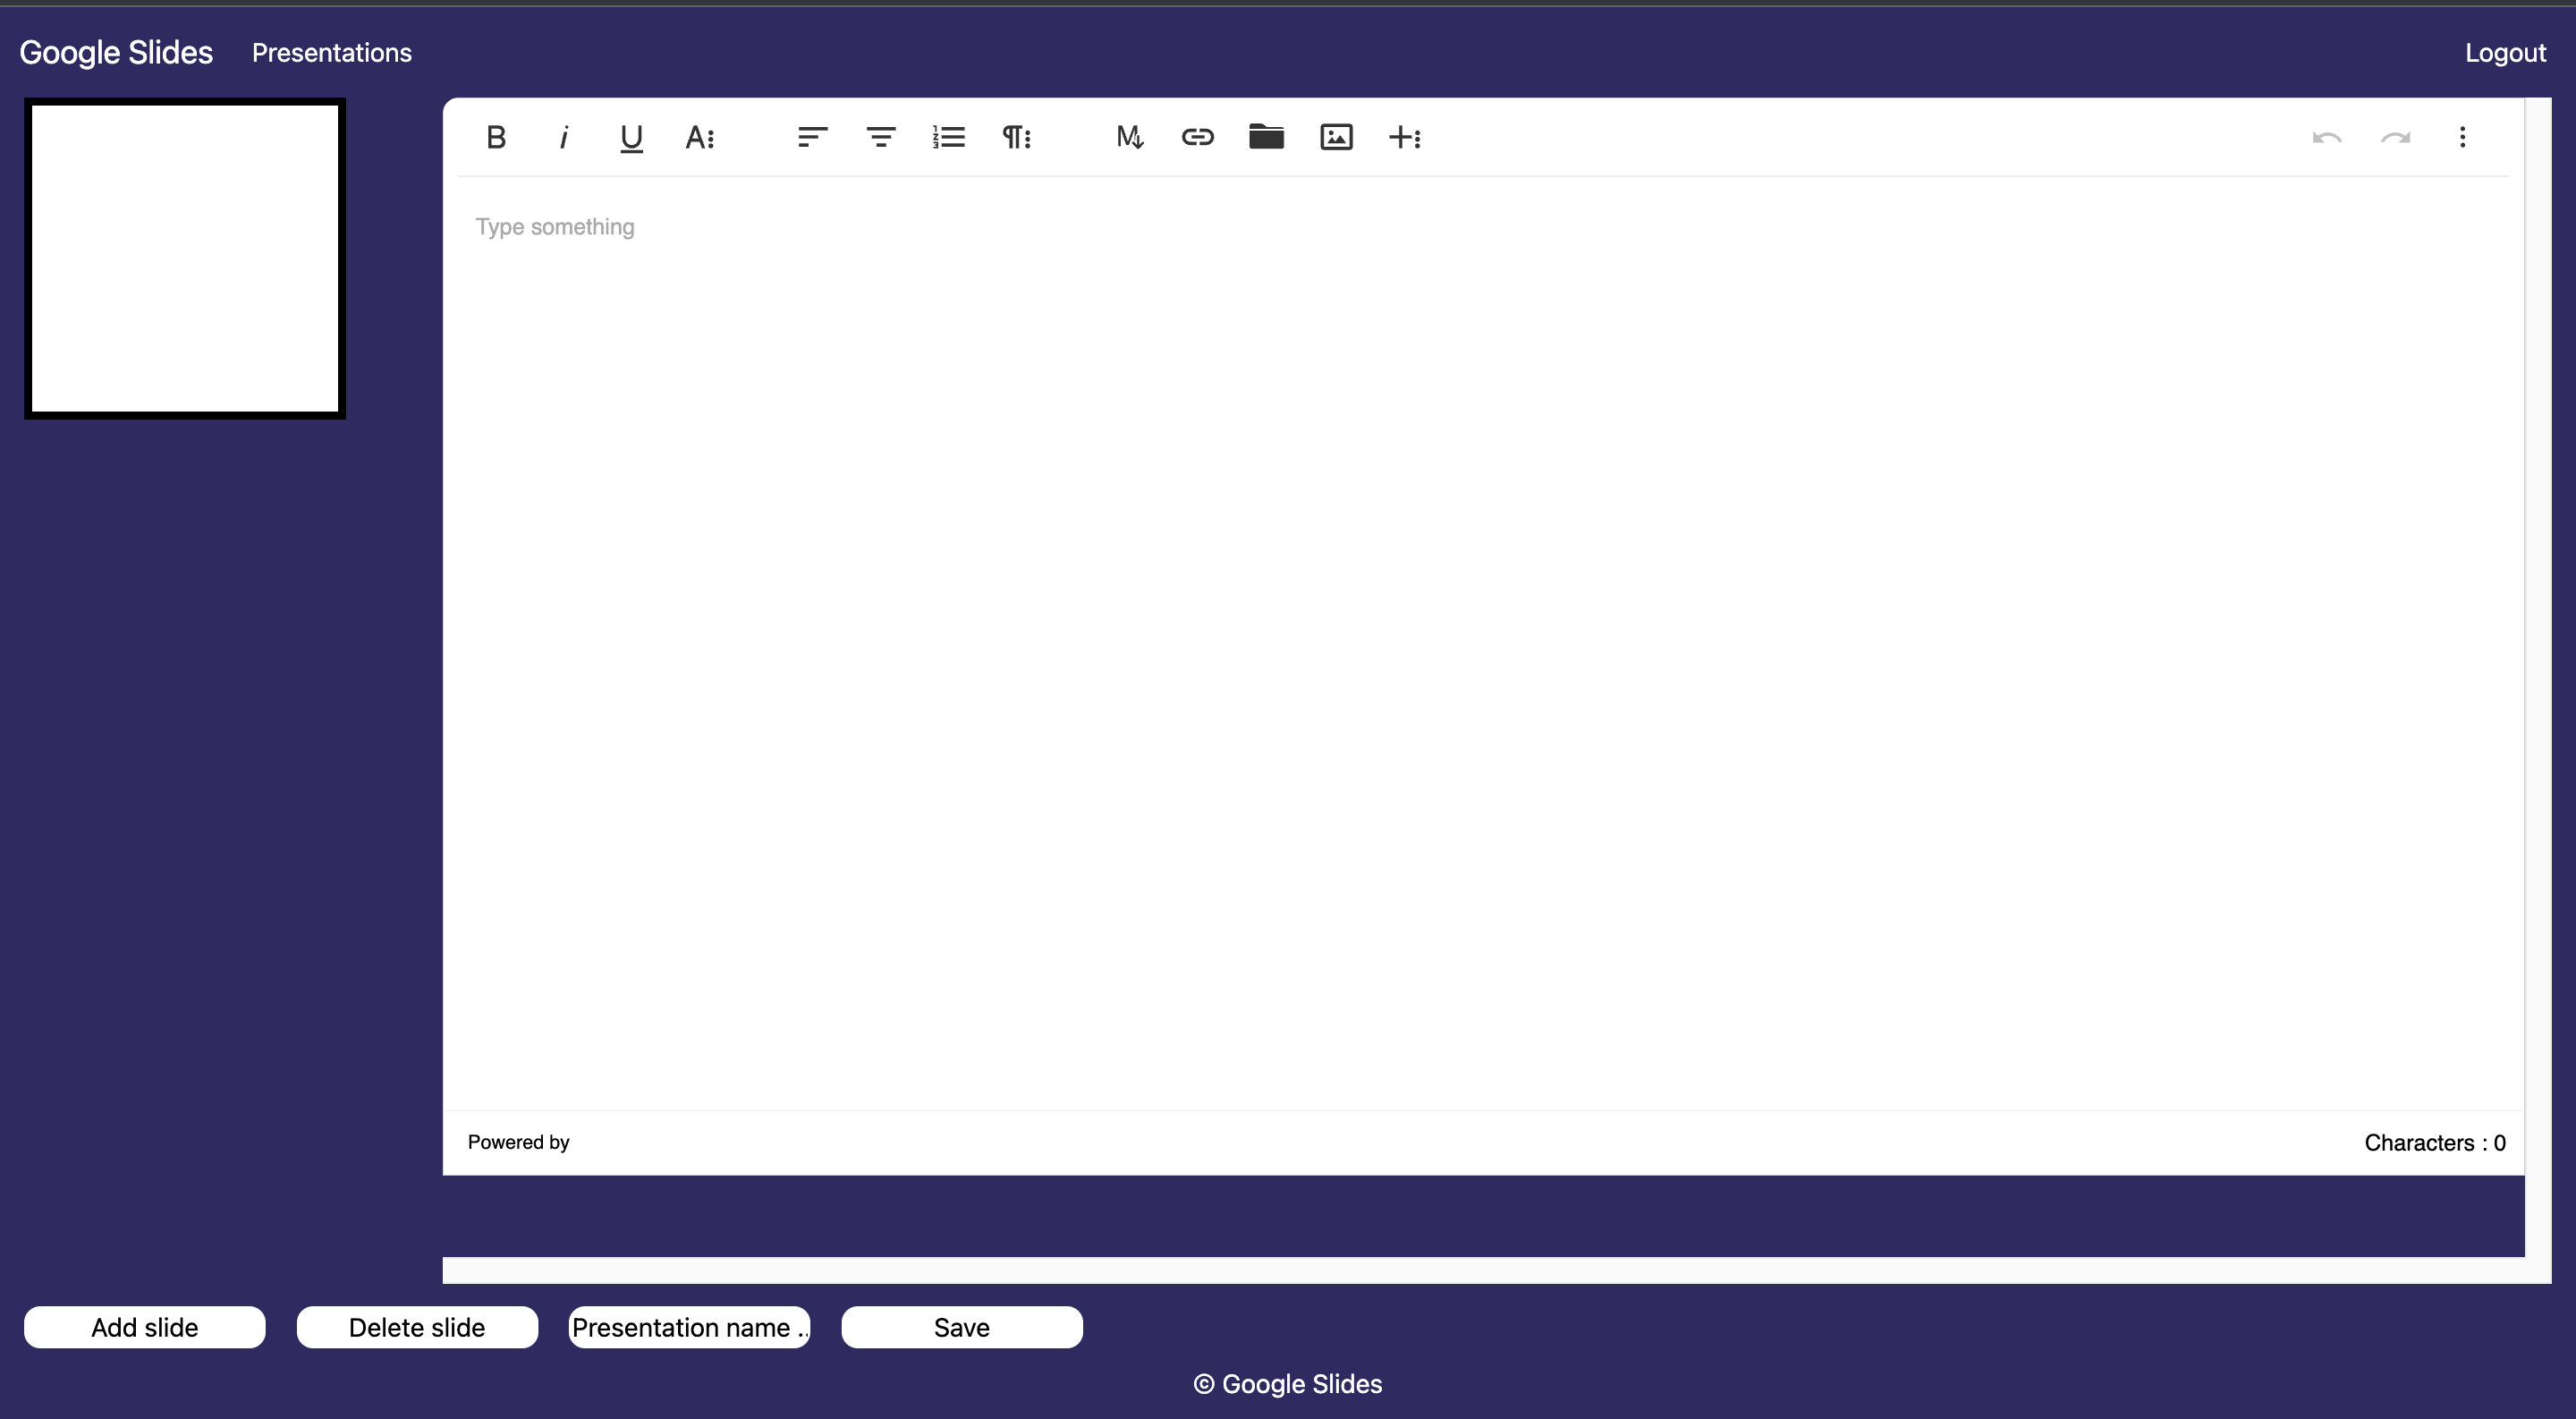 Google Slides Presentations Logout
B i U A
M
Type something
Powered by Characters : 0
Add slide Delete slide Presentation name .. Save
© Google Slides